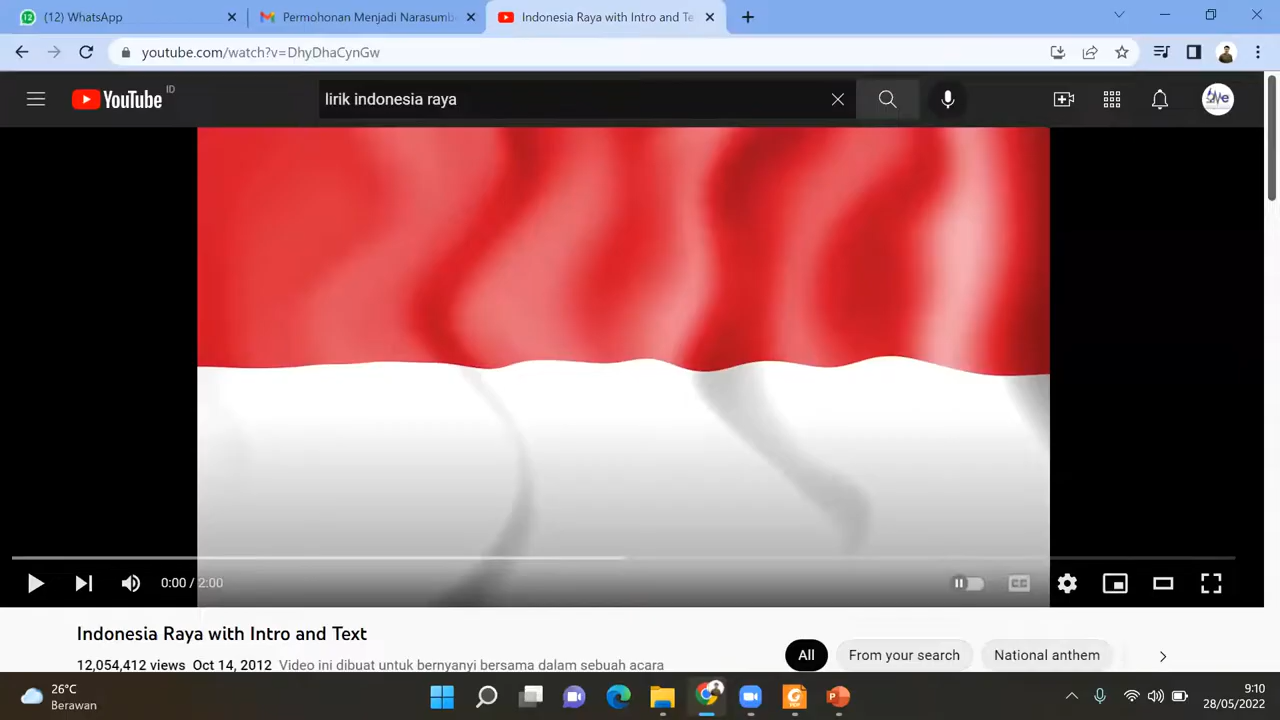 (12) WhatsApp
Permohonan Menjadi Narasumb
Indonesia Raya with Intro and Te
youtube.com/watch?v=DhyDhaCynGw
YouTube ID
lirik indonesia raya
0:00 / 2:00
CC
Indonesia Raya with Intro and Text
12,054,412 views Oct 14, 2012 Video ini dibuat untuk bernyanyi bersama dalam sebuah acara
All
From your search
National anthem
26°C
Berawan
9:10
28/05/2022